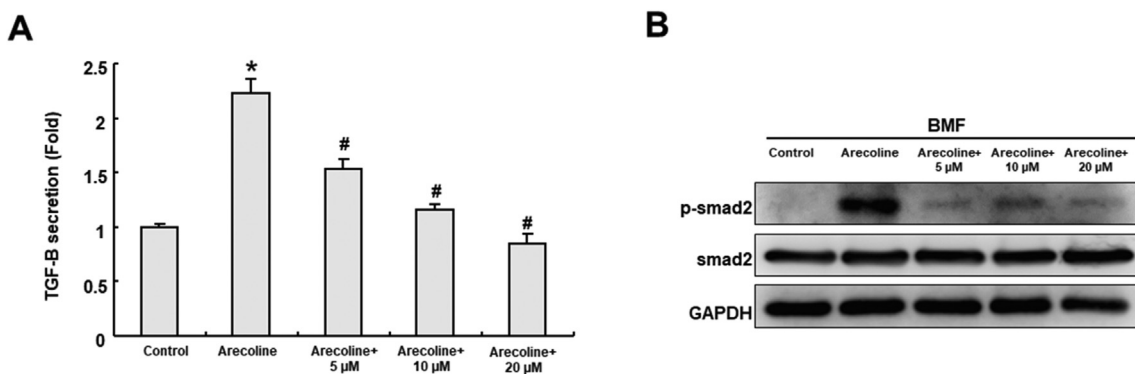 A
TGF-B secretion (Fold)
2.5
2
1.5
1
0.5
0
*
#
#
#
Control
Arecoline
Arecoline+
5 µM
Arecoline+
10 µM
Arecoline+
20 µM
B
BMF
Control
Arecoline
Arecoline+
5 µM
Arecoline+
10 µM
Arecoline+
20 µM
p-smad2
smad2
GAPDH